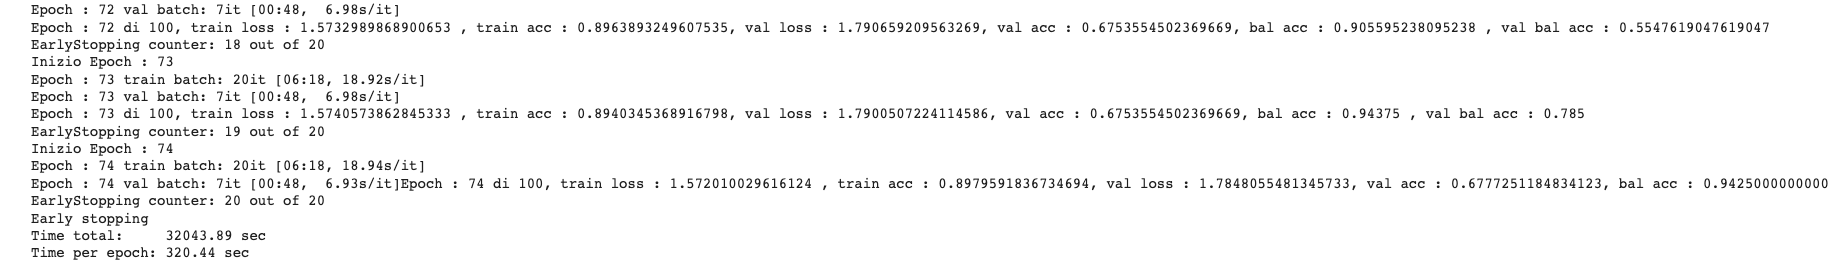 Epoch : 72 val batch: 7it [00:48,  6.98s/it]
Epoch : 72 di 100, train loss : 1.5732989868900653 , train acc : 0.8963893249607535, val loss : 1.790659209563269, val acc : 0.6753554502369669, bal acc : 0.905595238095238 , val bal acc : 0.5547619047619047
EarlyStopping counter: 18 out of 20
Inizio Epoch : 73
Epoch : 73 train batch: 20it [06:18, 18.92s/it]
Epoch : 73 val batch: 7it [00:48,  6.98s/it]
Epoch : 73 di 100, train loss : 1.5740573862845333 , train acc : 0.8940345368916798, val loss : 1.7900507224114586, val acc : 0.6753554502369669, bal acc : 0.94375 , val bal acc : 0.785
EarlyStopping counter: 19 out of 20
Inizio Epoch : 74
Epoch : 74 train batch: 20it [06:18, 18.94s/it]
Epoch : 74 val batch: 7it [00:48,  6.93s/it]Epoch : 74 di 100, train loss : 1.572010029616124 , train acc : 0.8979591836734694, val loss : 1.7848055481345733, val acc : 0.6777251184834123, bal acc : 0.9425000000000
EarlyStopping counter: 20 out of 20
Early stopping
Time total:     32043.89 sec
Time per epoch: 320.44 sec